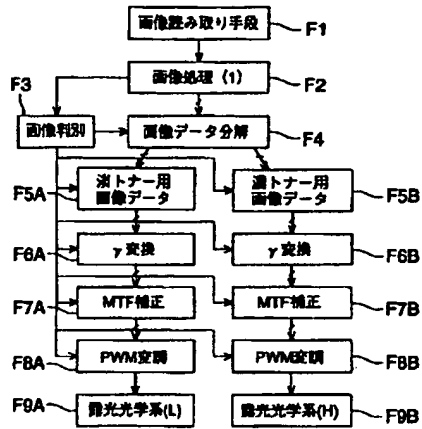 画像読み取り手段 F1
画像処理(1) F2
F3
画像判別
画像データ分解 F4
淡トナー用
画像データ F5A
濃トナー用
画像データ F5B
γ変換 F6A
γ変換 F6B
MTF補正 F7A
MTF補正 F7B
PWM変調 F8A
PWM変調 F8B
露光光学系(L) F9A
露光光学系(H) F9B